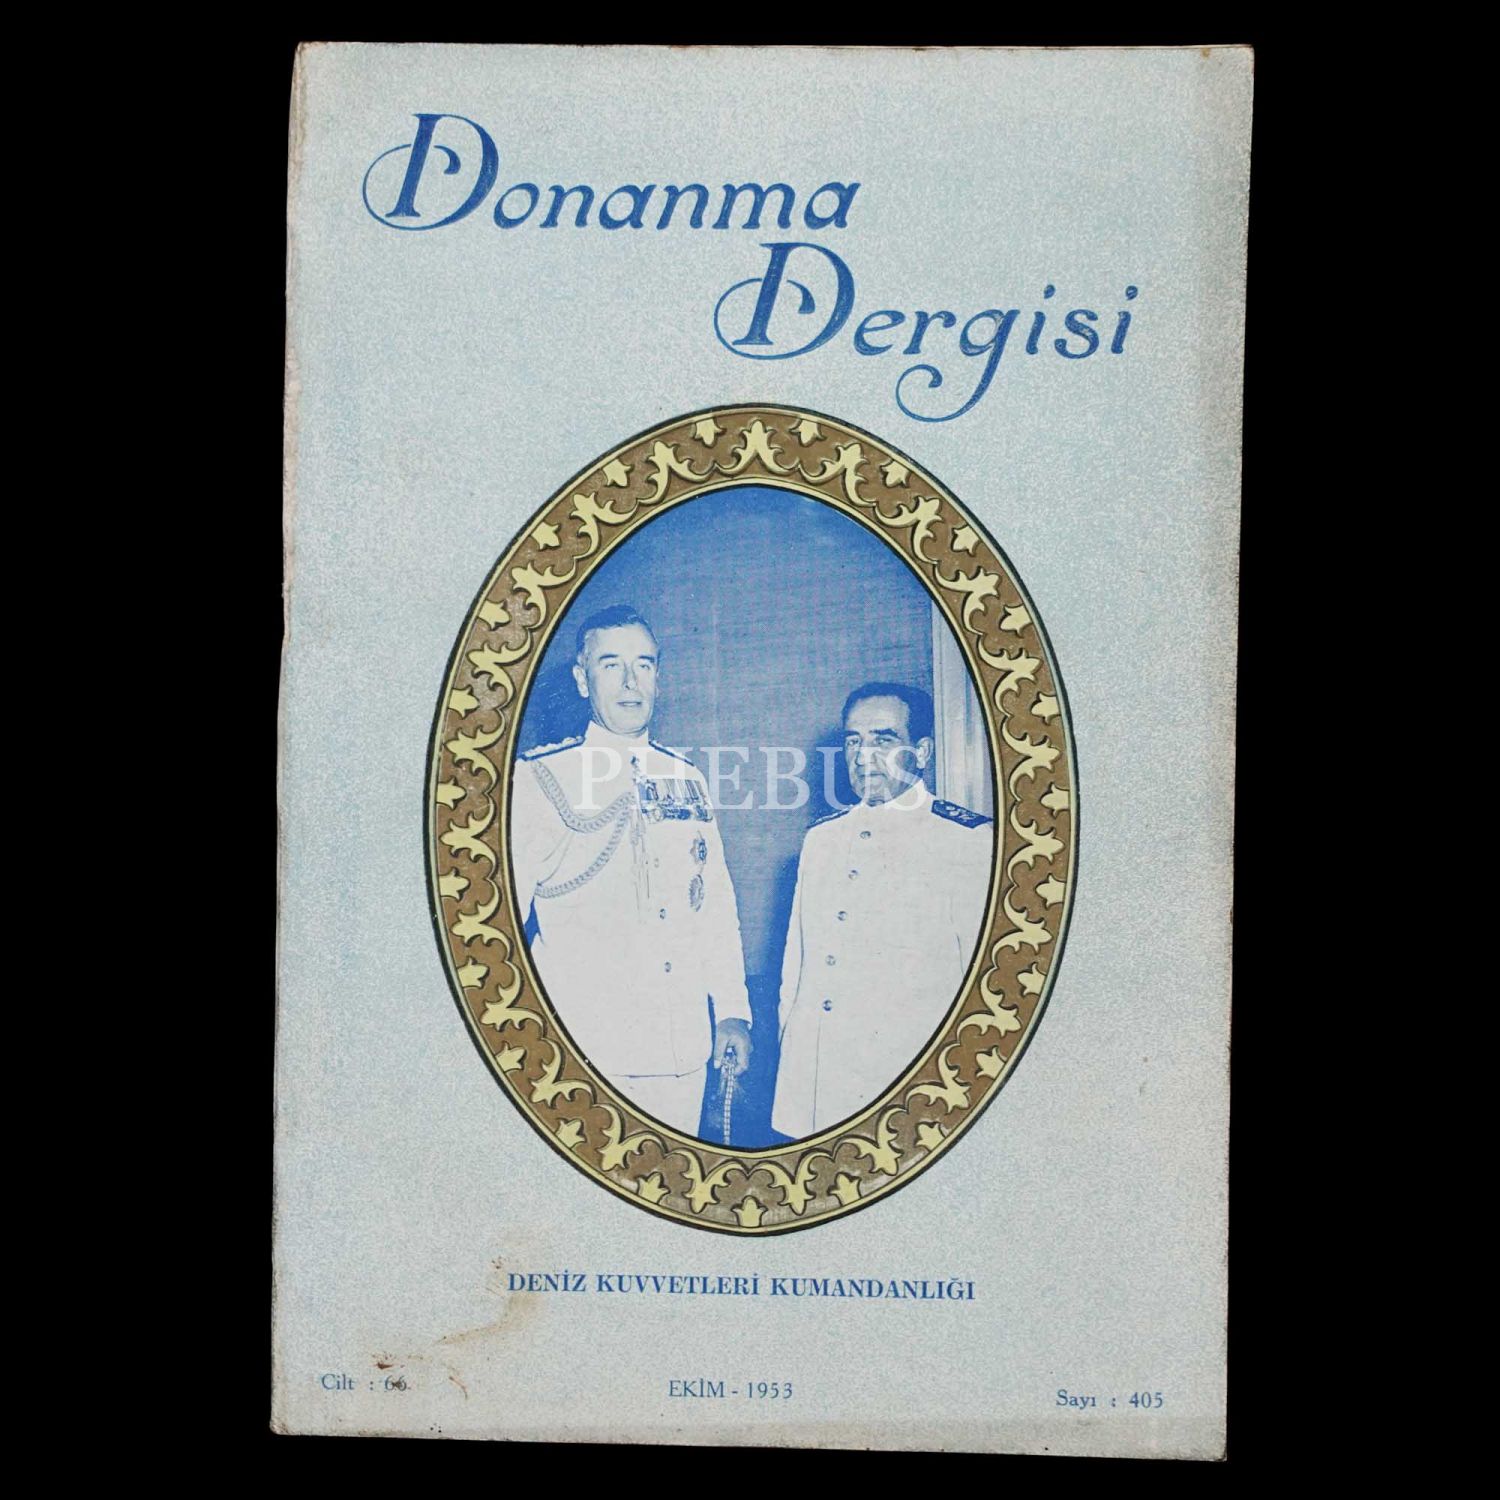 Donanma
Dergisi
PHEBUS
DENİZ KUVVETLERİ KUMANDANLIĞI
Cilt : 66
EKİM - 1953
Sayı : 405